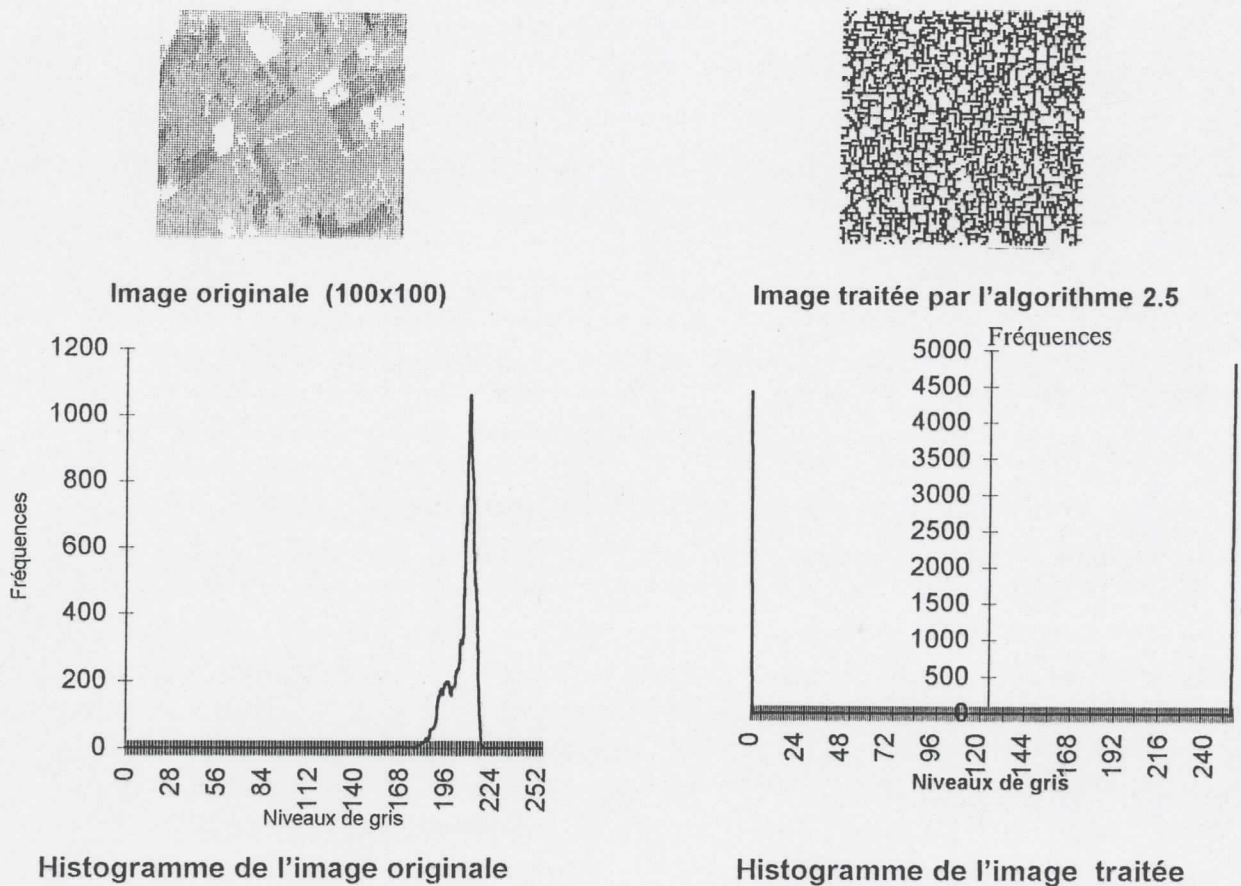 Image originale (100x100)
Image traitée par l'algorithme 2.5
1200
1000
800
600
400
200
0
Fréquences
0 28 56 84 112 140 168 196 224 252
Niveaux de gris
Histogramme de l'image originale
Fréquences
5000
4500
4000
3500
3000
2500
2000
1500
1000
500
0
0 24 48 72 96 120 144 168 192 216 240
Niveaux de gris
Histogramme de l'image traitée